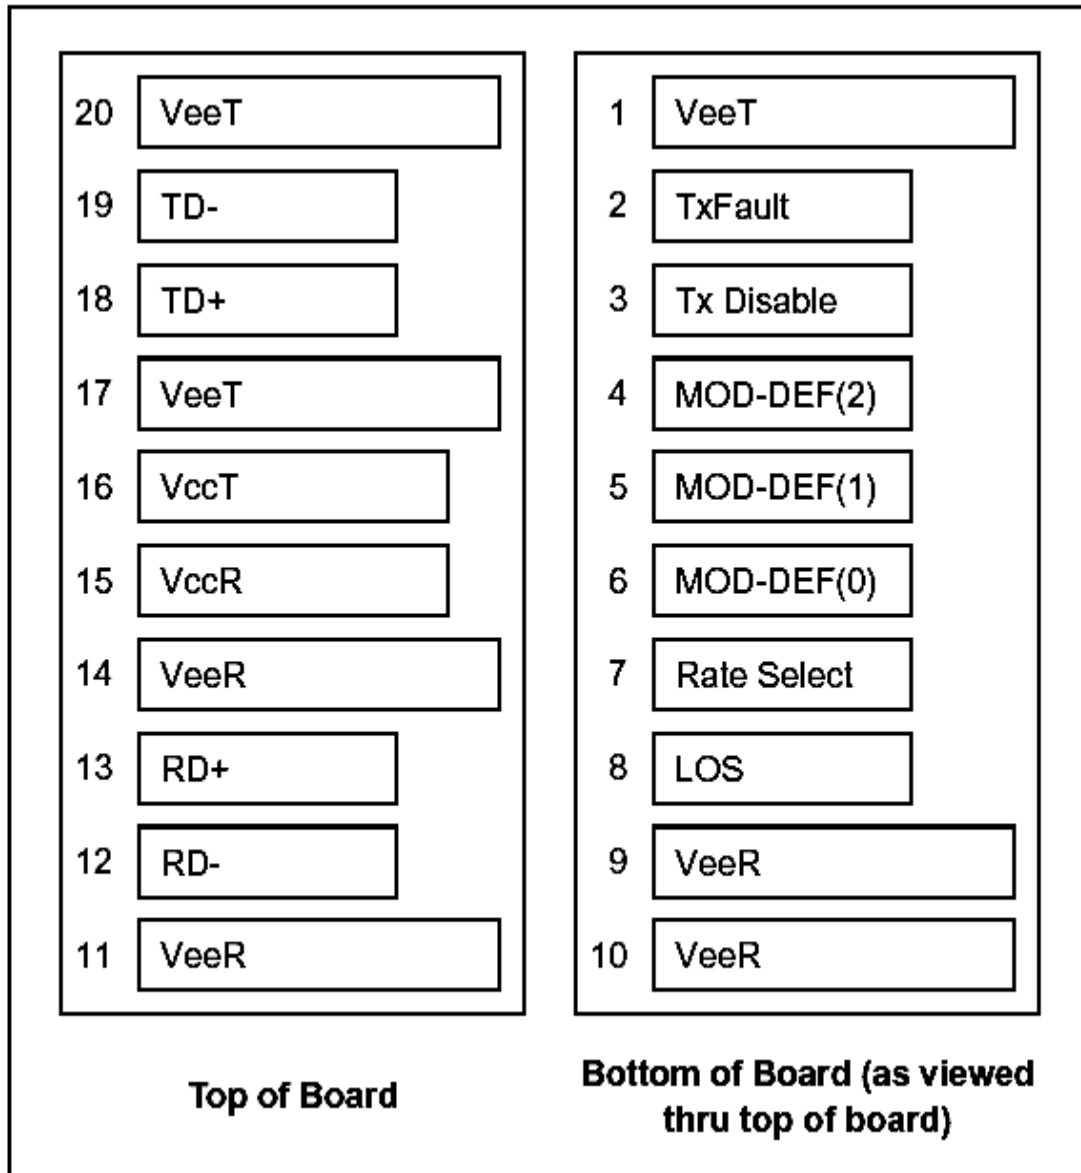 20 VeeT
19 TD-
18 TD+
17 VeeT
16 VccT
15 VccR
14 VeeR
13 RD+
12 RD-
11 VeeR
Top of Board
1 VeeT
2 TxFault
3 Tx Disable
4 MOD-DEF(2)
5 MOD-DEF(1)
6 MOD-DEF(0)
7 Rate Select
8 LOS
9 VeeR
10 VeeR
Bottom of Board (as viewed
thru top of board)